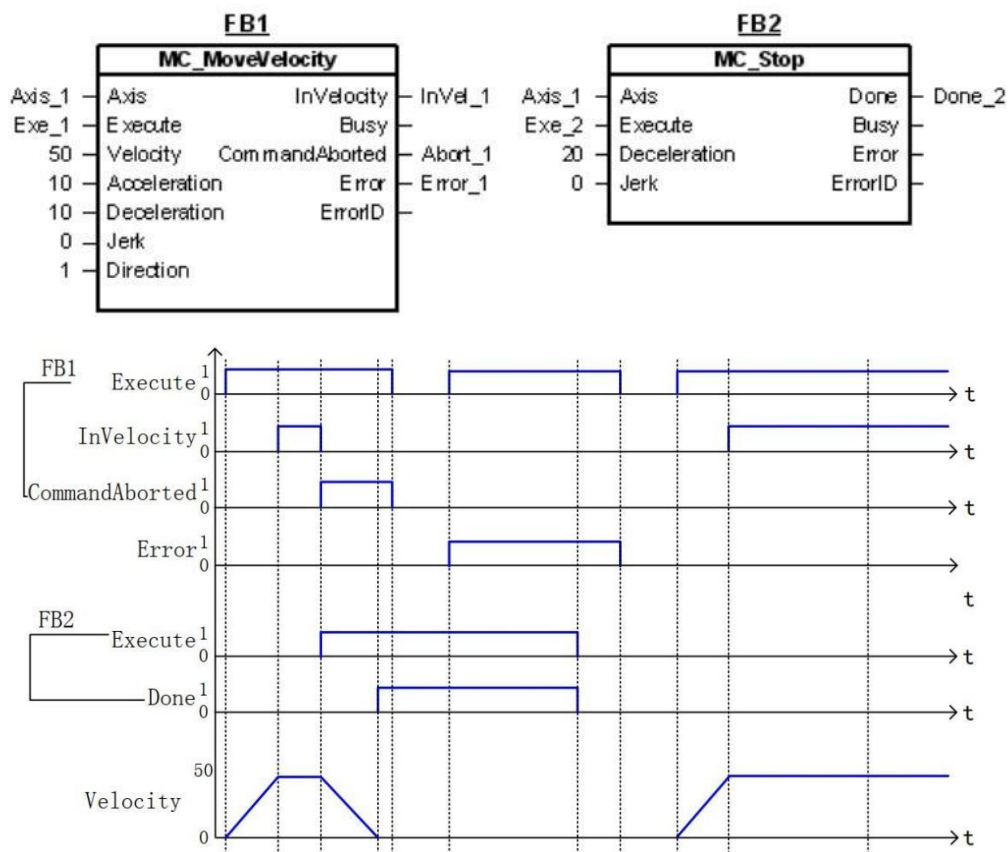 FB1 FB2
MC_MoveVelocity MC_Stop
Axis_1 Axis InVelocity InVel_1 Axis_1 Axis Done Done_2
Exe_1 Execute Busy Exe_2 Execute Busy
50 Velocity CommandAborted Abort_1 20 Deceleration Error
10 Acceleration Error Error_1 0 Jerk ErrorID
10 Deceleration ErrorID
0 Jerk
1 Direction
FB1
Execute 1
0 t
InVelocity 1
0 t
CommandAborted 1
0 t
Error 1
0
t
FB2
Execute 1
0 t
Done 1
0 t
50
Velocity
0 t